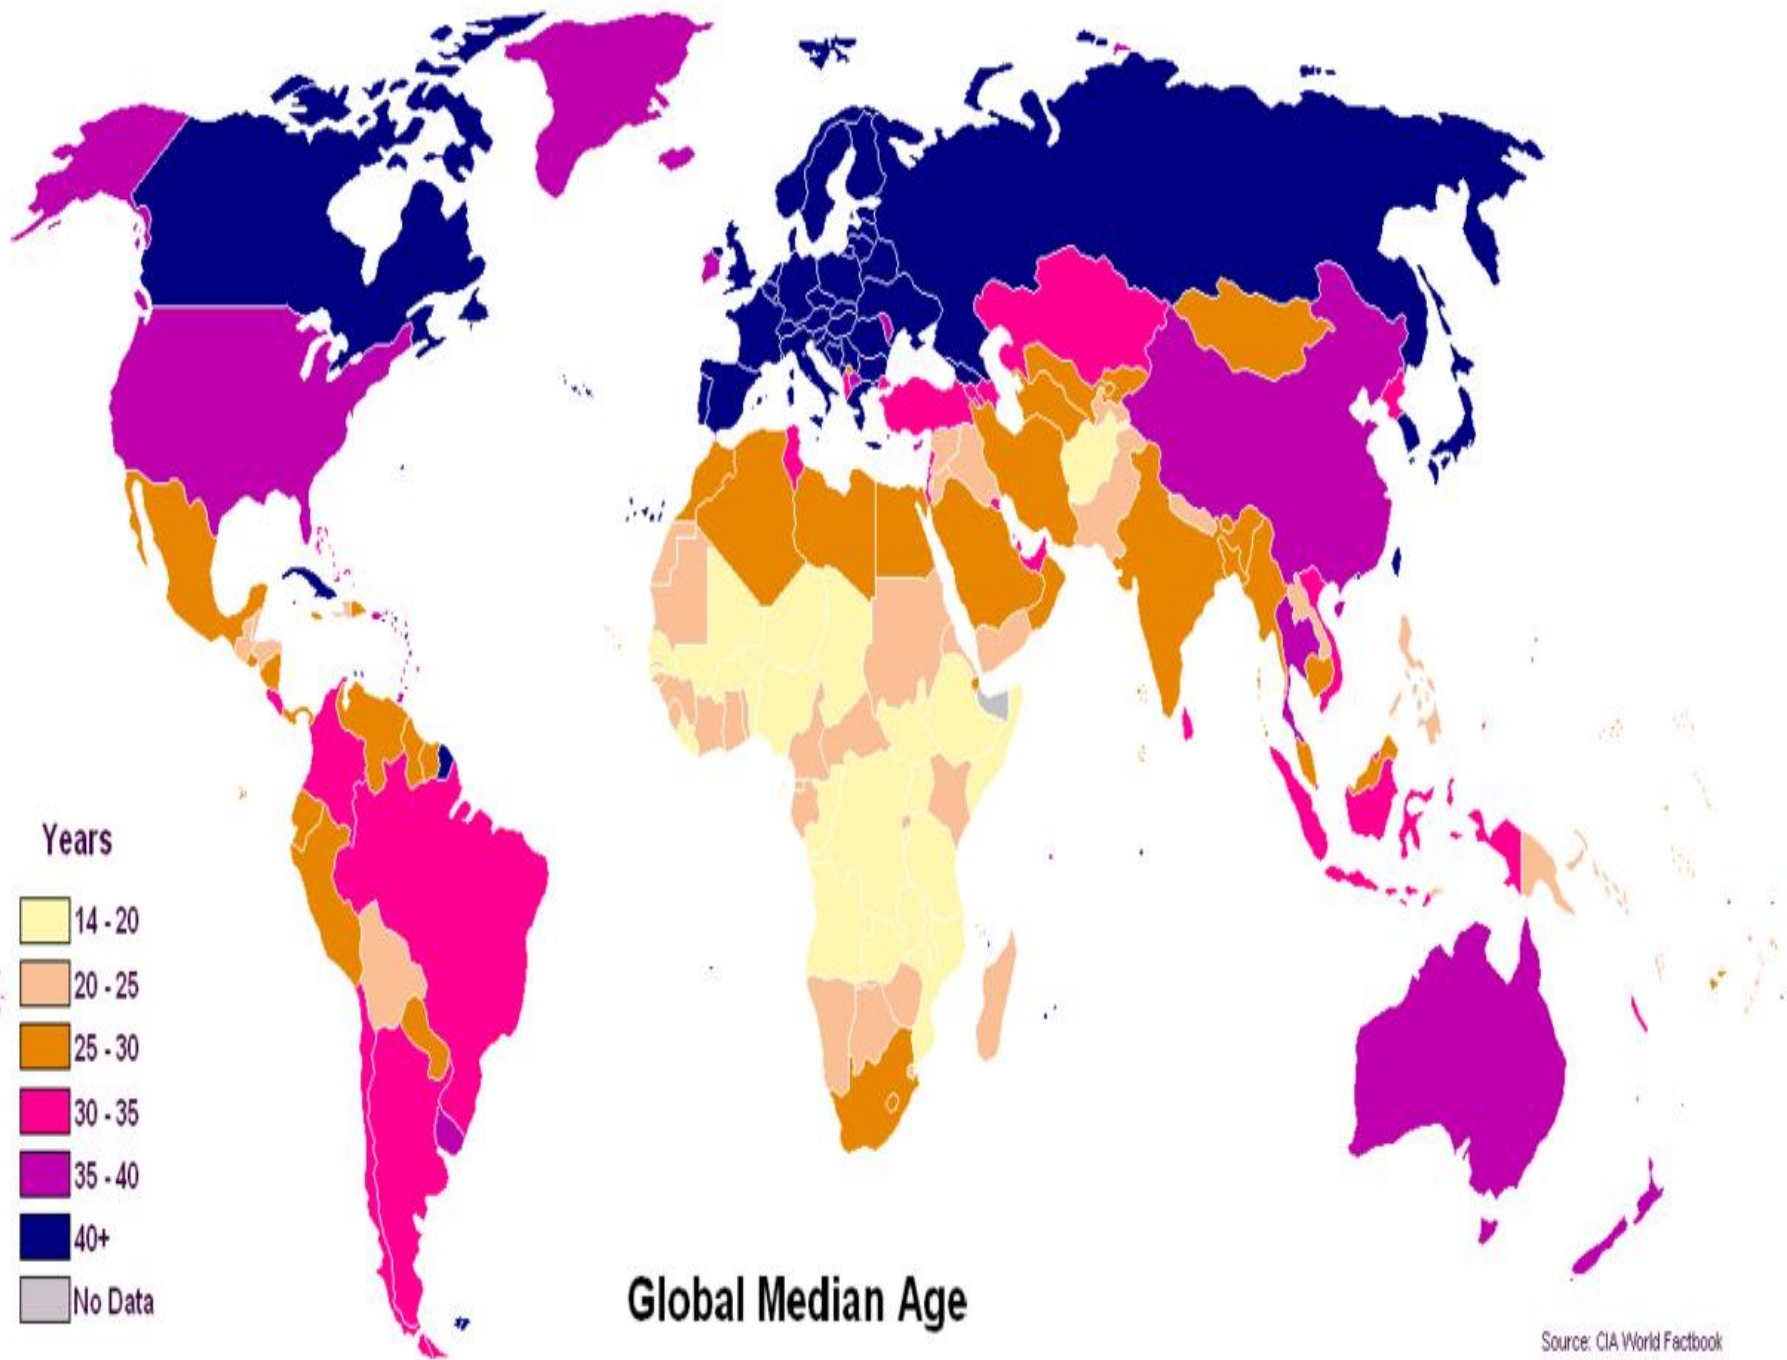 Years
14 - 20
20 - 25
25 - 30
30 - 35
35 - 40
40+
No Data
Global Median Age
Source: CIA World Factbook